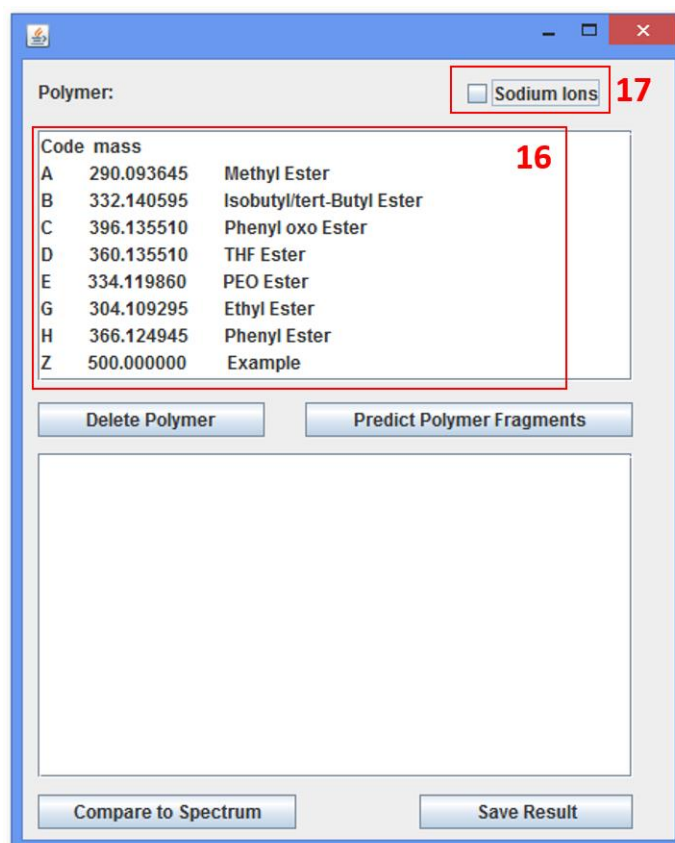 Polymer:
Sodium Ions
17
Code mass
16
A 290.093645 Methyl Ester
B 332.140595 Isobutyl/tert-Butyl Ester
C 396.135510 Phenyl oxo Ester
D 360.135510 THF Ester
E 334.119860 PEO Ester
G 304.109295 Ethyl Ester
H 366.124945 Phenyl Ester
Z 500.000000 Example
Delete Polymer
Predict Polymer Fragments
Compare to Spectrum
Save Result